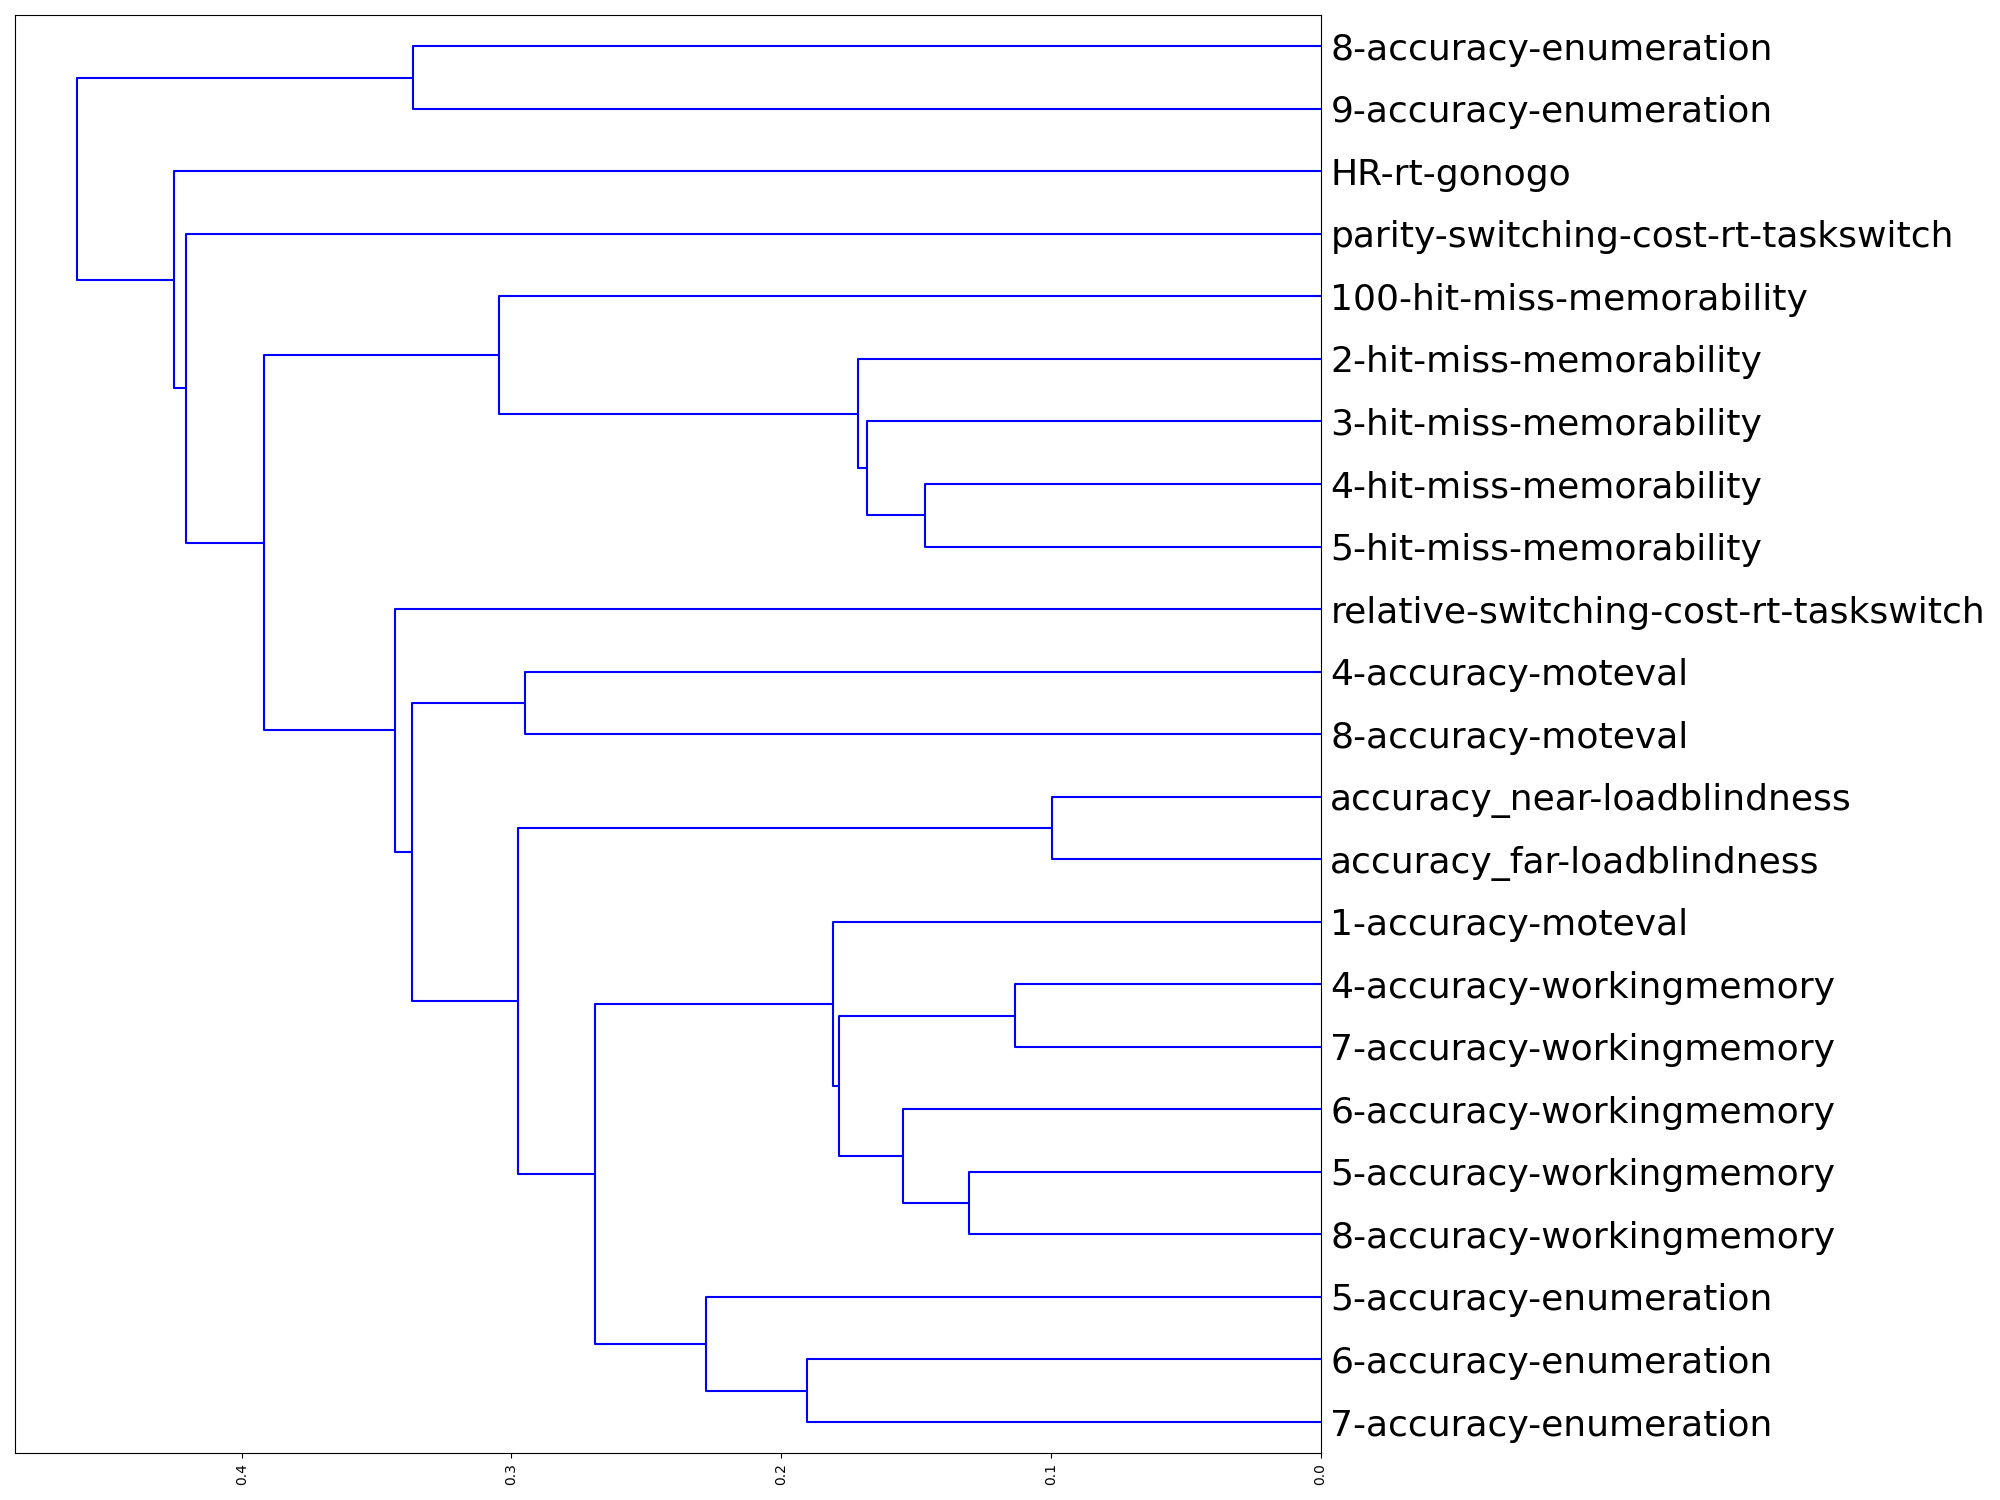 8-accuracy-enumeration
9-accuracy-enumeration
HR-rt-gonogo
parity-switching-cost-rt-taskswitch
100-hit-miss-memorability
2-hit-miss-memorability
3-hit-miss-memorability
4-hit-miss-memorability
5-hit-miss-memorability
relative-switching-cost-rt-taskswitch
4-accuracy-moteval
8-accuracy-moteval
accuracy_near-loadblindness
accuracy_far-loadblindness
1-accuracy-moteval
4-accuracy-workingmemory
7-accuracy-workingmemory
6-accuracy-workingmemory
5-accuracy-workingmemory
8-accuracy-workingmemory
5-accuracy-enumeration
6-accuracy-enumeration
7-accuracy-enumeration
0.4
0.3
0.2
0.1
0.0